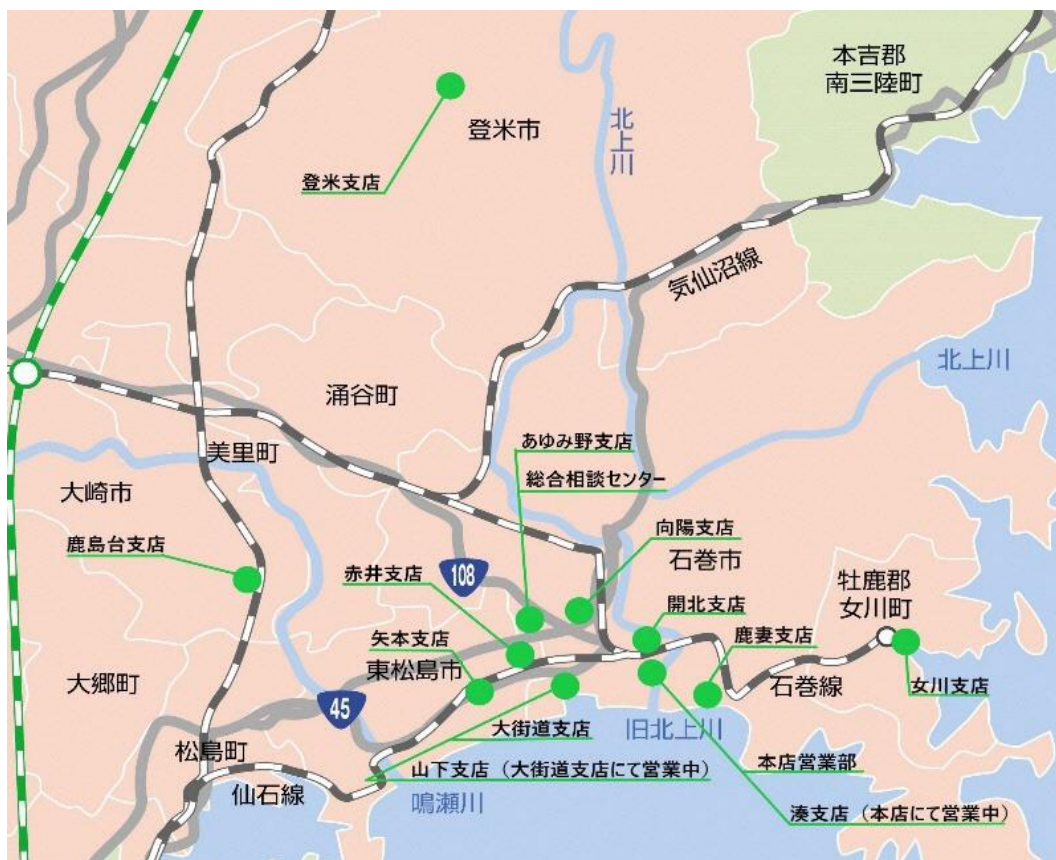 本吉郡
南三陸町
登米市
北上川
登米支店
気仙沼線
北上川
涌谷町
美里町
あゆみ野支店
総合相談センター
大崎市
鹿島台支店
向陽支店
石巻市
赤井支店
108
牡鹿郡
女川町
開北支店
鹿妻支店
矢本支店
東松島市
大郷町
石巻線
女川支店
45
大街道支店
旧北上川
松島町
山下支店（大街道支店にて営業中）
本店営業部
仙石線
鳴瀬川
湊支店（本店にて営業中）